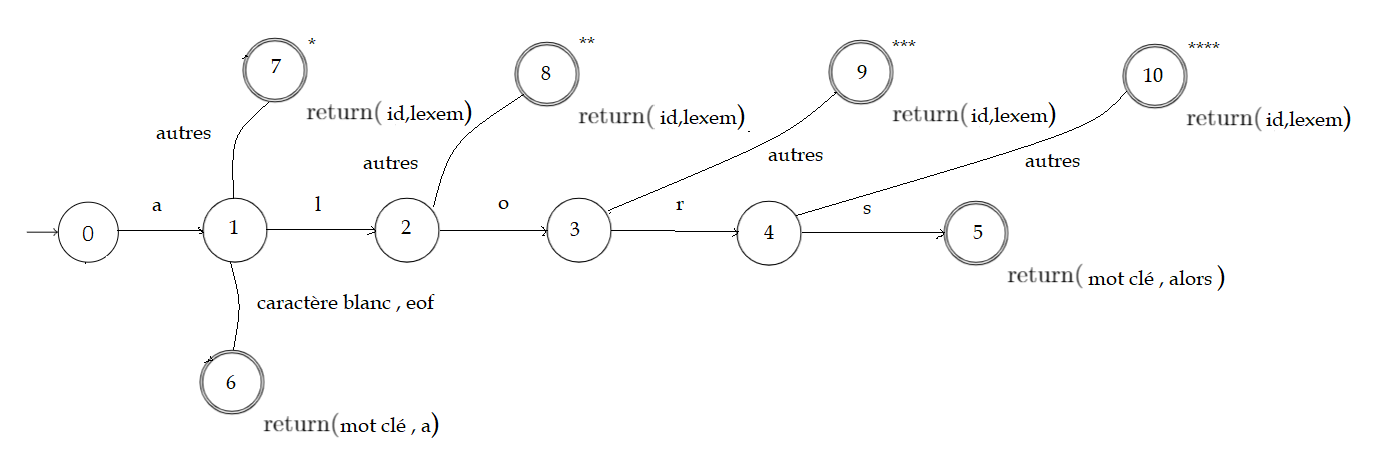 7 *
return( id,lexem)
autres
8 **
return( id,lexem)
autres
9 ***
return( id,lexem)
autres
10 ****
return( id,lexem)
autres
0 a 1 l 2 o 3 r 4 s 5
return( mot clé , alors )
caractère blanc , eof
6
return(mot clé , a)